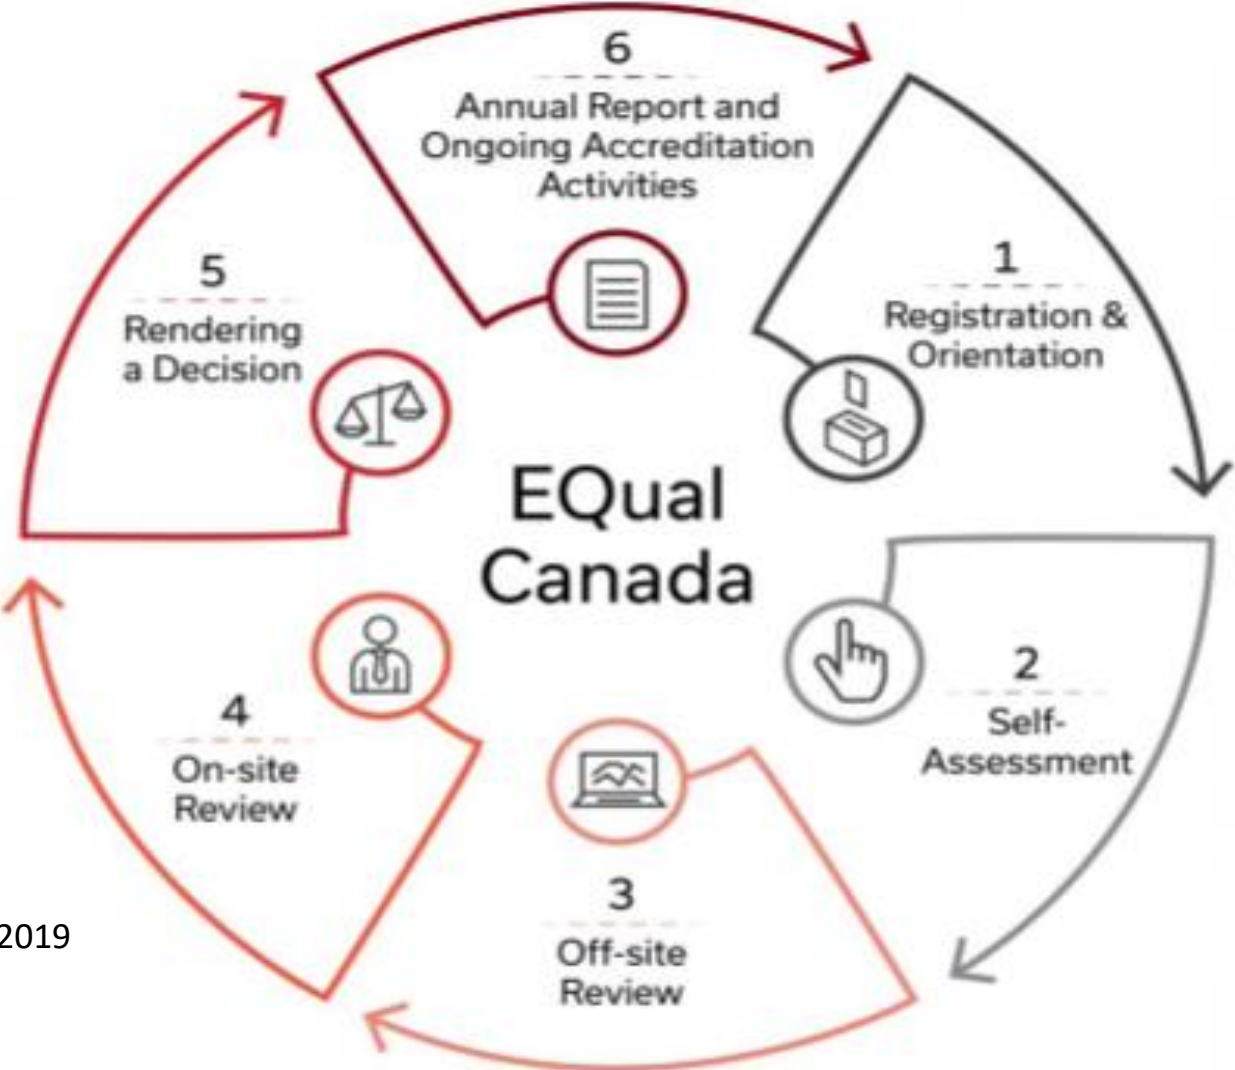 6
Annual Report and
Ongoing Accreditation
Activities
1
Registration &
Orientation
5
Rendering
a Decision
EQual
Canada
2
Self-
Assessment
4
On-site
Review
3
Off-site
Review
2019